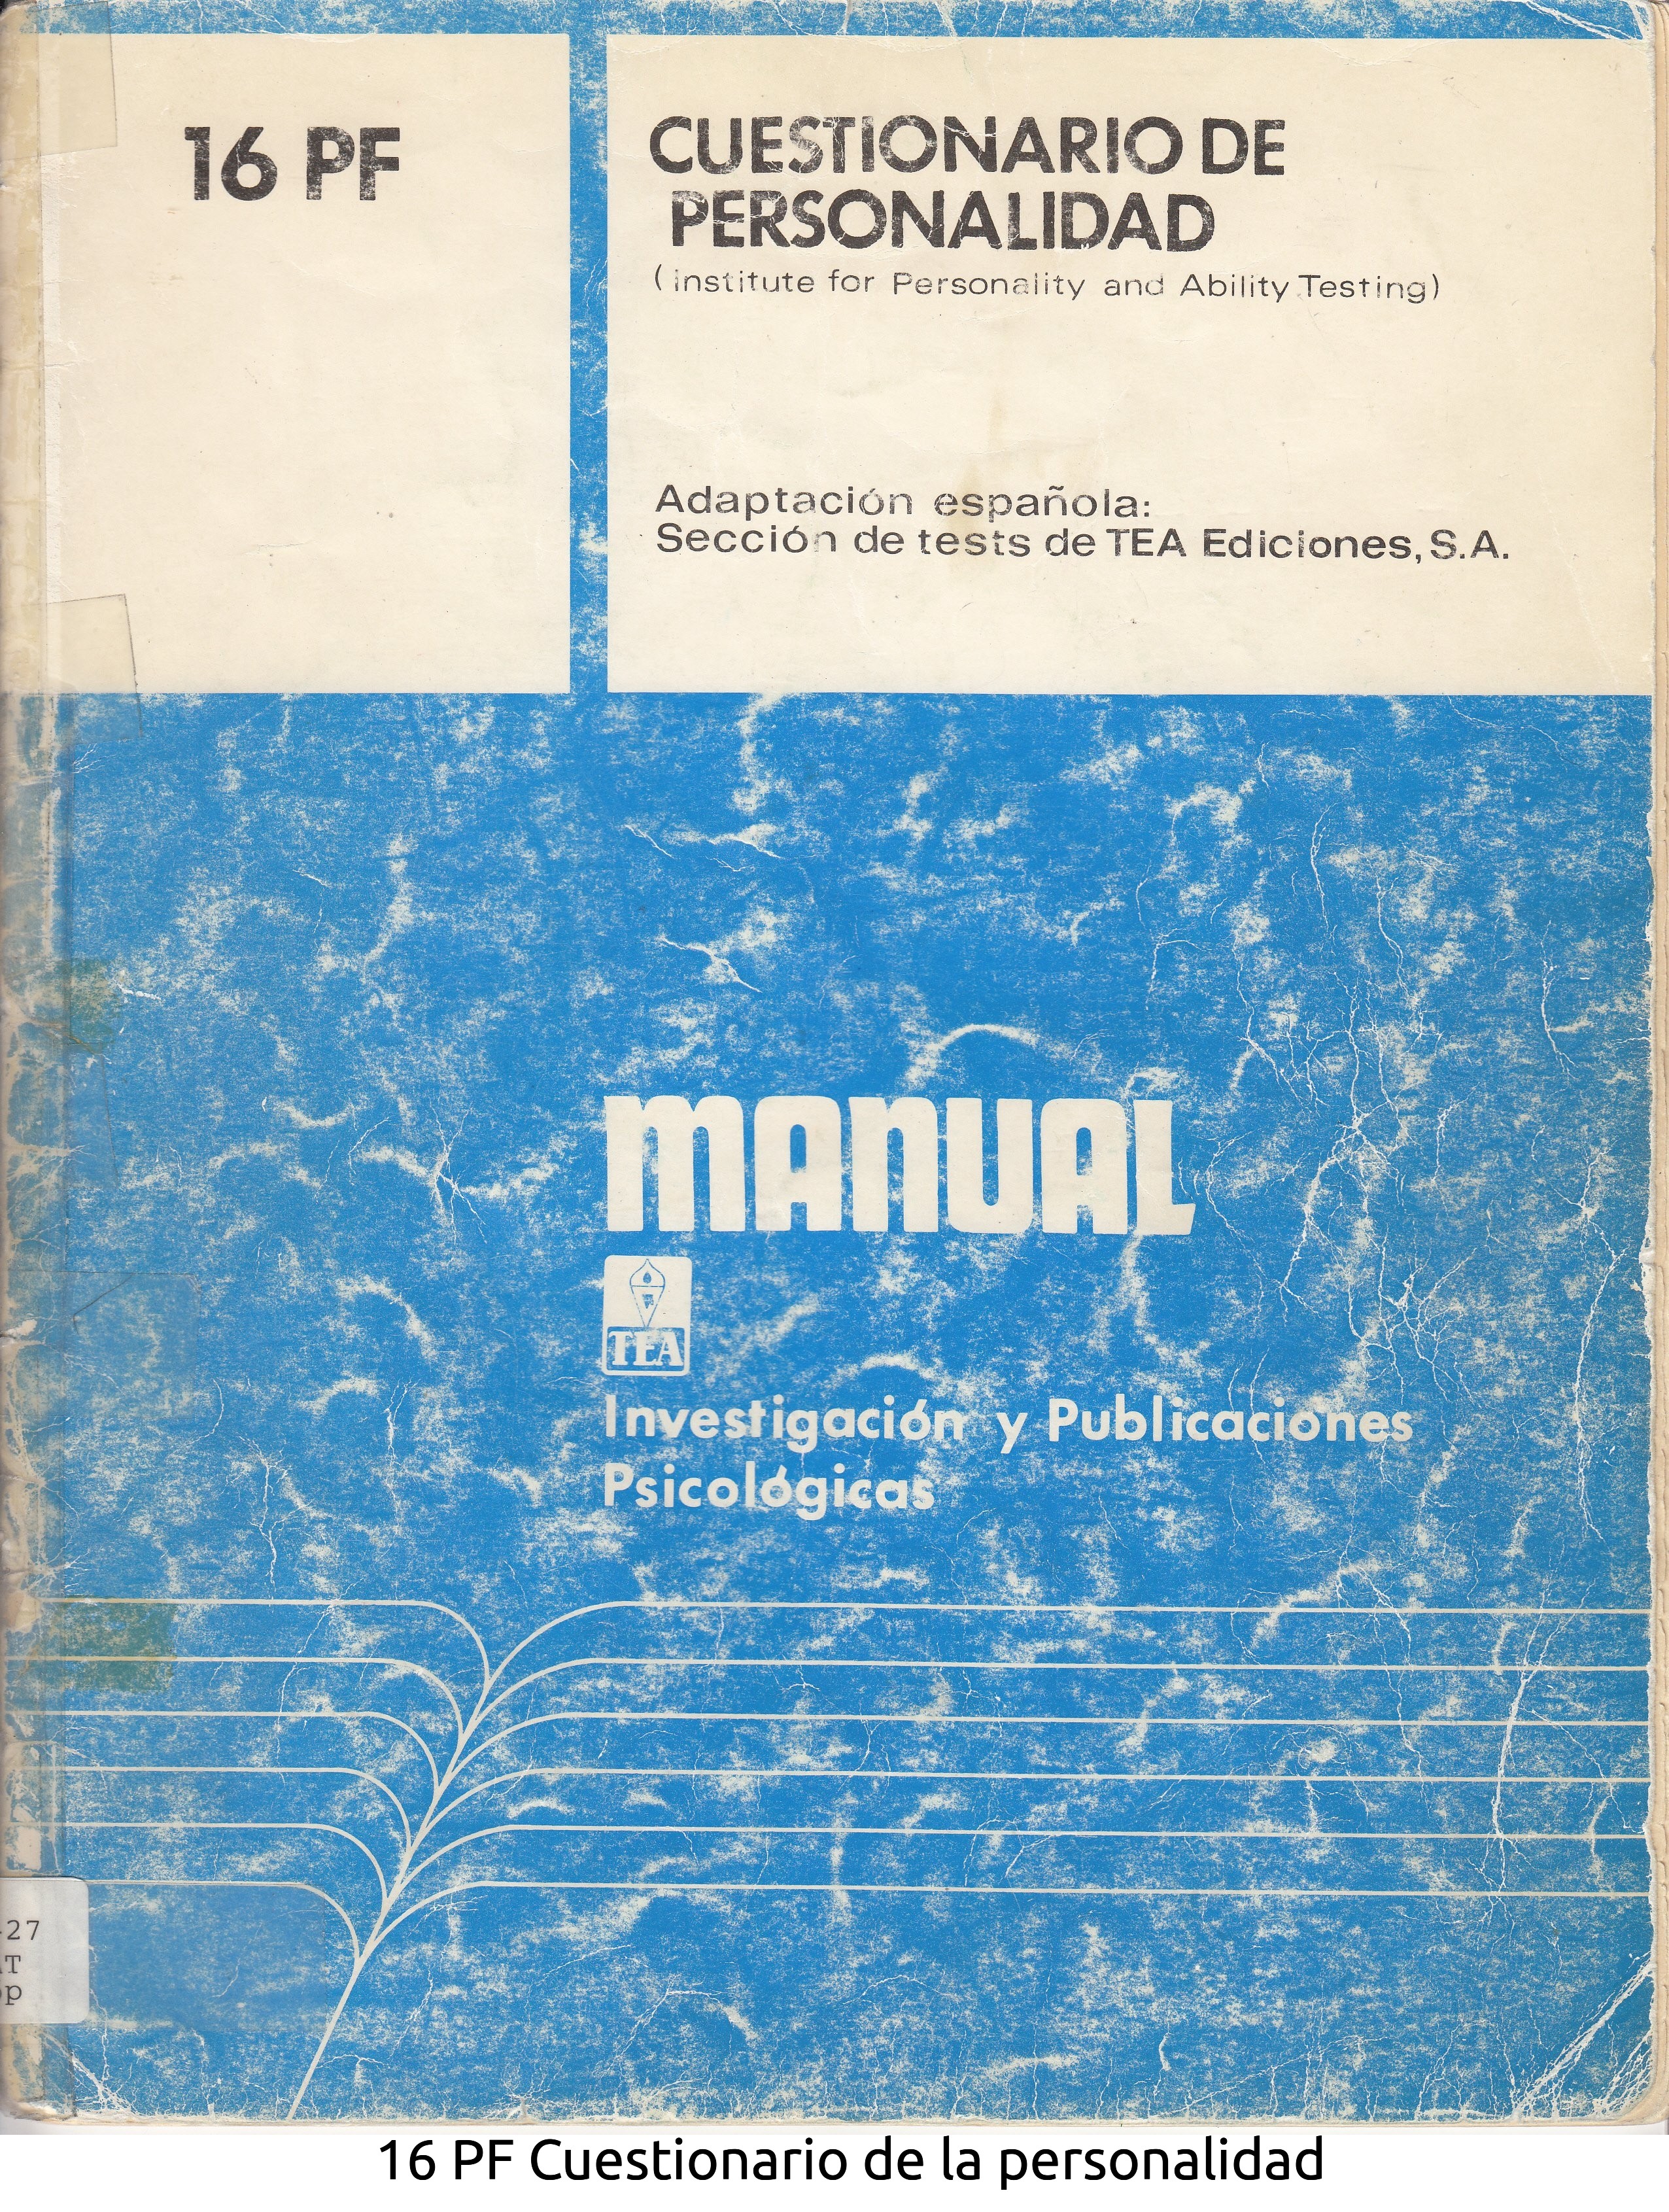 16 PF
CUESTIONARIO DE
PERSONALIDAD
(Institute for Personality and Ability Testing)
Adaptación española:
Sección de tests de TEA Ediciones, S.A.
MANUAL
TEA
Investigación y Publicaciones
Psicológicas
27
T
p
16 PF Cuestionario de la personalidad